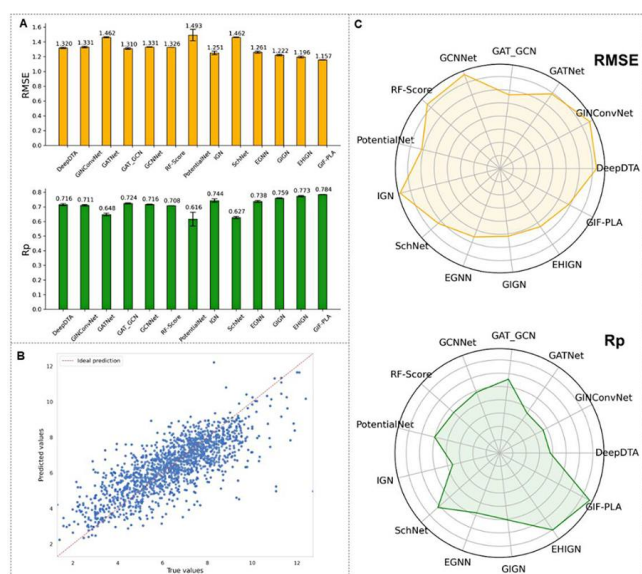 A
1.6
1.4
1.2
1.0
0.8
0.6
0.4
0.2
0.0
RMSE
1.320
1.331
1.462
1.310
1.331
1.326
1.493
1.251
1.462
1.261
1.222
1.196
1.157
DeepDTA
GINConvNet
GATNet
GAT_GCN
GCNNet
RF-Score
PotentialNet
IGN
SchNet
EGNN
GIGN
EHIGN
GIF-PLA
0.8
0.7
0.6
0.5
0.4
0.3
0.2
0.1
0.0
Rp
0.716
0.711
0.648
0.724
0.716
0.708
0.616
0.744
0.627
0.738
0.759
0.773
0.784
DeepDTA
GINConvNet
GATNet
GAT_GCN
GCNNet
RF-Score
PotentialNet
IGN
SchNet
EGNN
GIGN
EHIGN
GIF-PLA
B
Ideal prediction
12
10
8
6
4
2
Predicted values
2
4
6
8
10
12
True values
C
RMSE
GAT_GCN
GCNNet
GATNet
RF-Score
GINConvNet
PotentialNet
DeepDTA
IGN
GIF-PLA
SchNet
EHIGN
EGNN
GIGN
Rp
GAT_GCN
GCNNet
GATNet
RF-Score
GINConvNet
PotentialNet
DeepDTA
IGN
GIF-PLA
SchNet
EHIGN
EGNN
GIGN